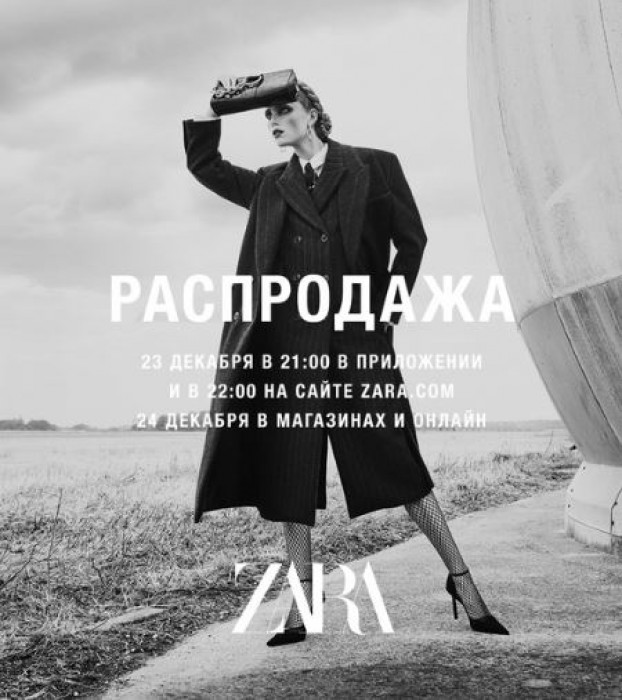 РАСПРОДАЖА
23 ДЕКАБРЯ В 21:00 В ПРИЛОЖЕНИИ
И В 22:00 НА САЙТЕ ZARA.COM
24 ДЕКАБРЯ В МАГАЗИНАХ И ОНЛАЙН
ZARA